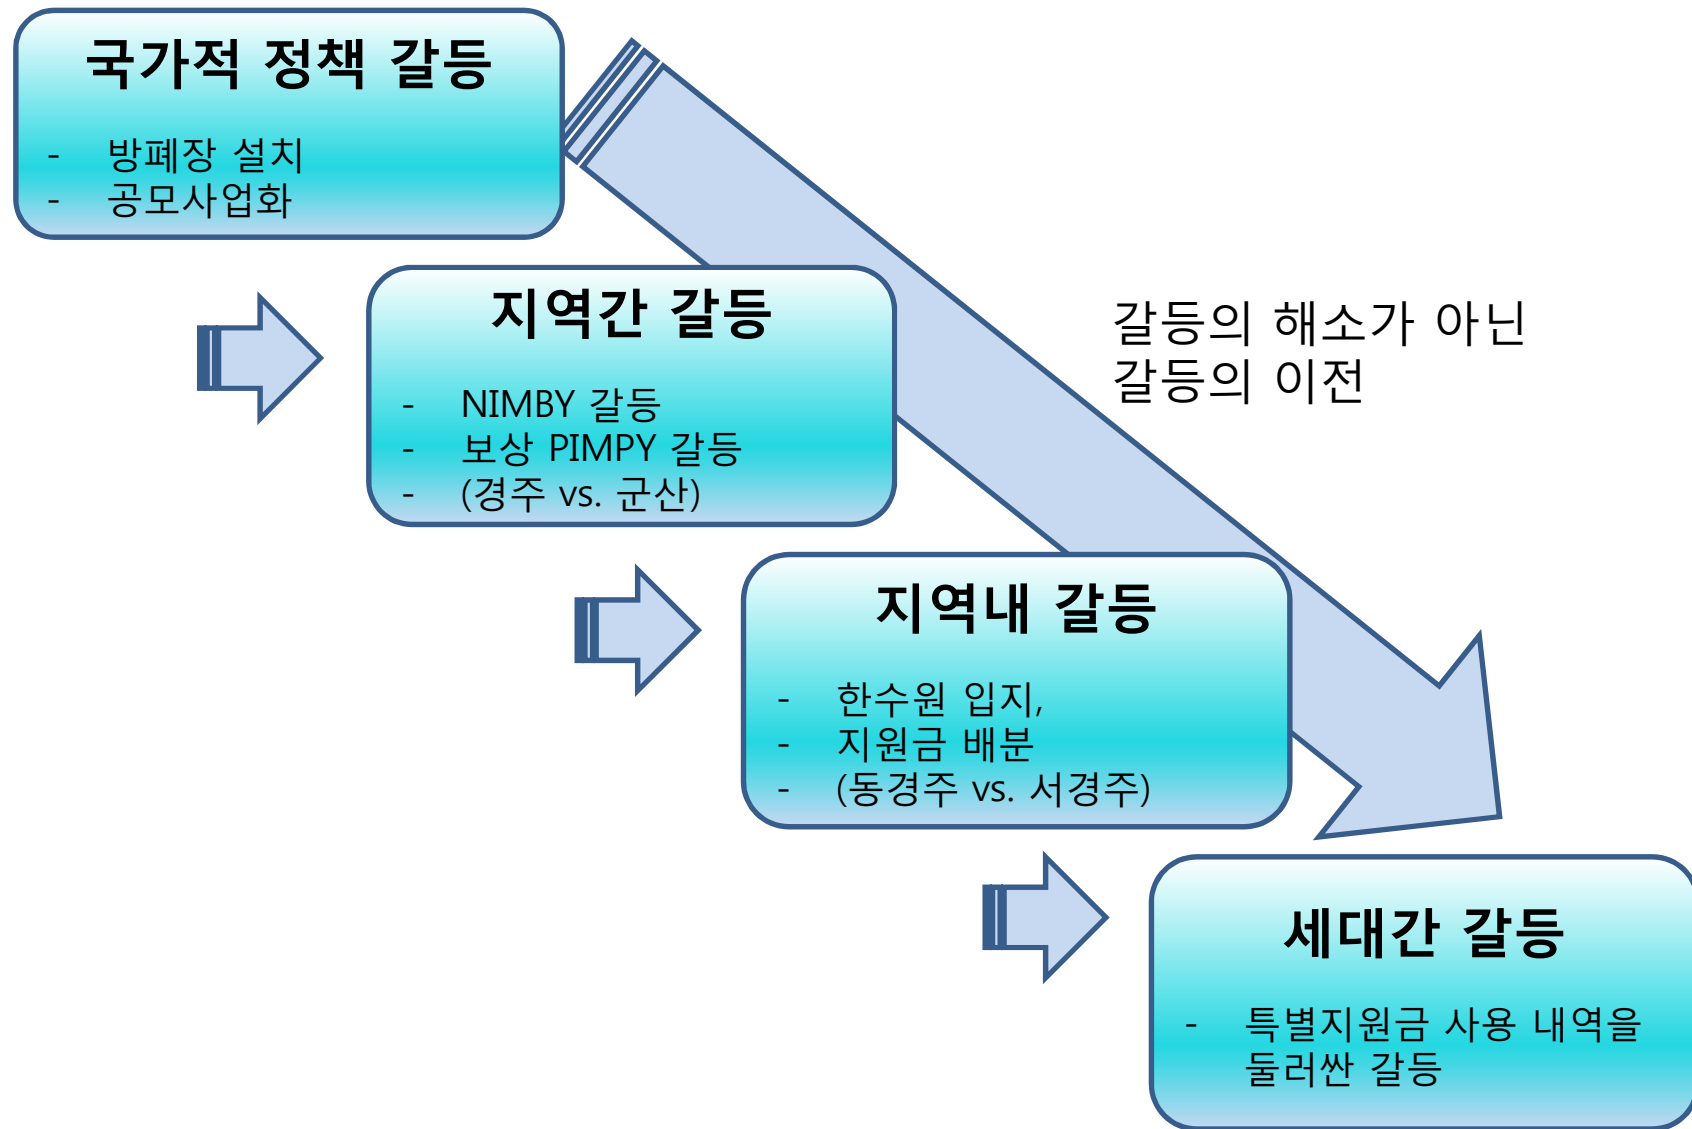 국가적 정책 갈등
- 방폐장 설치
- 공모사업화
지역간 갈등
- NIMBY 갈등
- 보상 PIMPY 갈등
- (경주 vs. 군산)
갈등의 해소가 아닌
갈등의 이전
지역내 갈등
- 한수원 입지,
- 지원금 배분
- (동경주 vs. 서경주)
세대간 갈등
- 특별지원금 사용 내역을
둘러싼 갈등